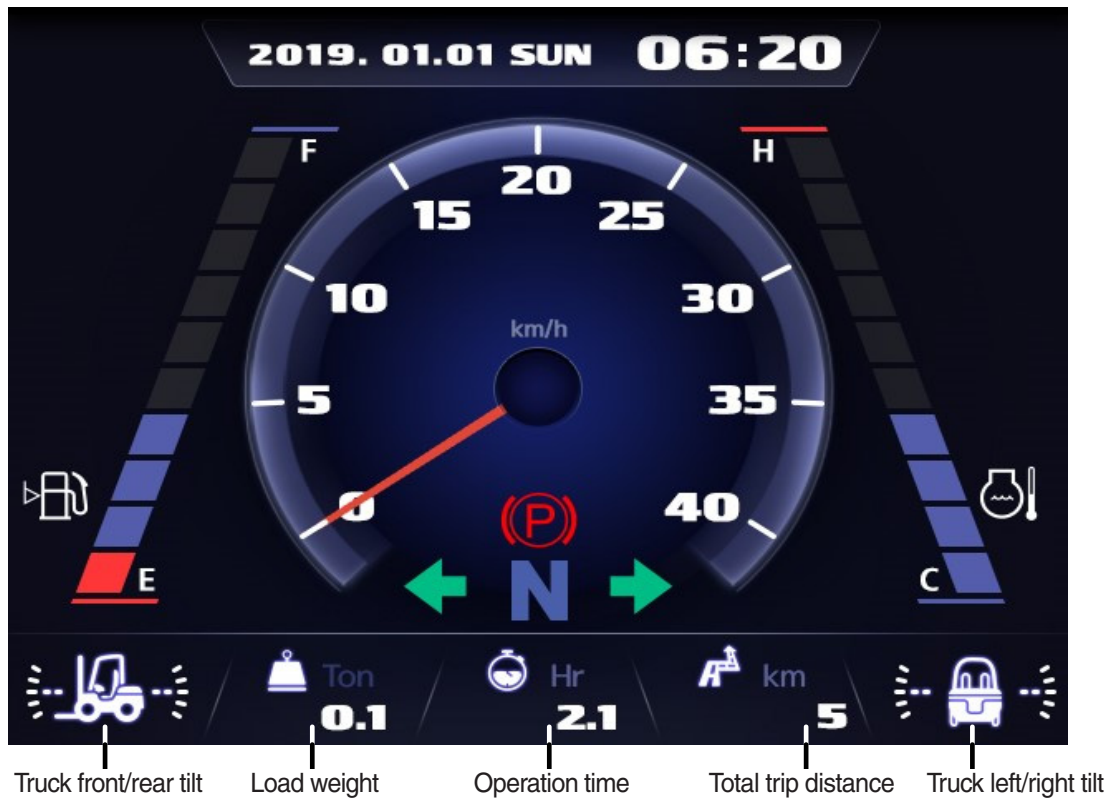 2019. 01.01 SUN 06:20
F H
20
15 25
10 30
km/h
5 35
0 40
P
E N C
Ton Hr km
0.1 2.1 5
Truck front/rear tilt Load weight Operation time Total trip distance Truck left/right tilt